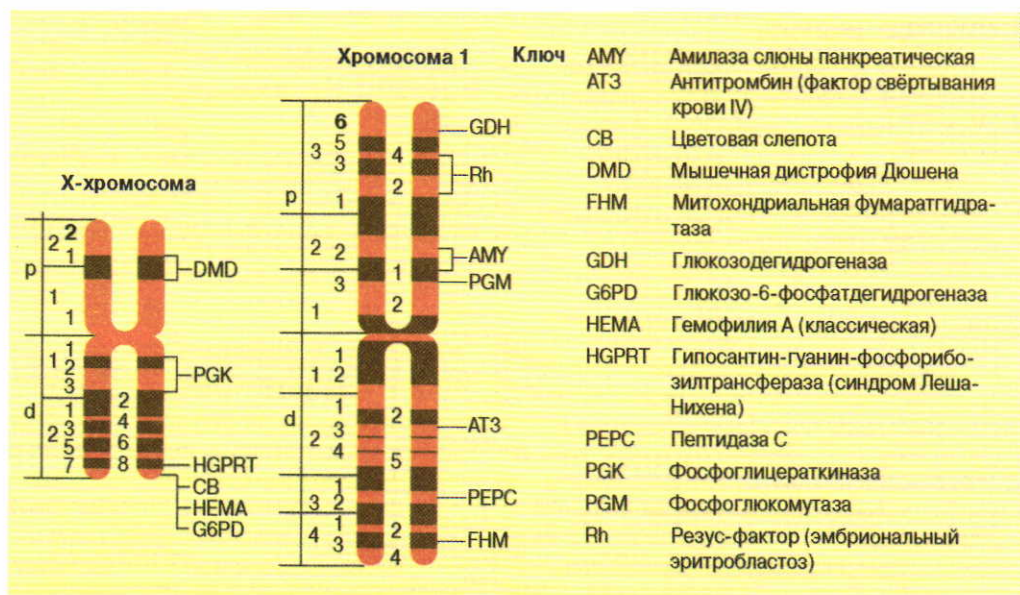 Хромосома 1
Ключ
AMY Амилаза слюны панкреатическая
AT3 Антитромбин (фактор свёртывания
крови IV)
CB Цветовая слепота
DMD Мышечная дистрофия Дюшена
FHM Митохондриальная фумаратгидра-
таза
GDH Глюкозодегидрогеназа
G6PD Глюкозо-6-фосфатдегидрогеназа
HEMA Гемофилия А (классическая)
HGPRT Гипосантин-гуанин-фосфорибо-
зилтрансфераза (синдром Леша-
Нихена)
PEPC Пептидаза С
PGK Фосфоглицераткиназа
PGM Фосфоглюкомутаза
Rh Резус-фактор (эмбриональный
эритробластоз)
Х-хромосома
p
2
2
1
DMD
1
1
d
1
1
2
3
PGK
2
1
3
5
7
2
4
6
8
HGPRT
CB
HEMA
G6PD
p
3
6
5
3
1
4
2
GDH
Rh
2
2
1
AMY
3
PGM
1
2
d
1
1
2
2
1
3
4
2
5
AT3
3
1
2
PEPC
4
1
3
2
4
FHM